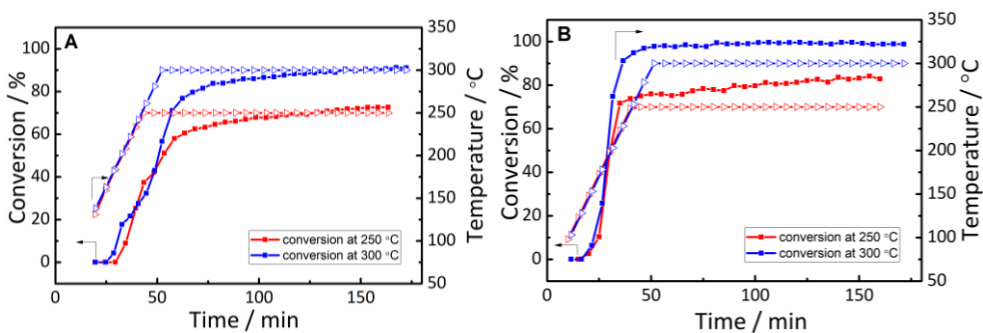 A
Conversion / %
100
80
60
40
20
0
0
50
100
150
Time / min
350
300
250
200
150
100
50
Temperature / °C
conversion at 250 °C
conversion at 300 °C
B
Conversion / %
100
80
60
40
20
0
0
50
100
150
Time / min
350
300
250
200
150
100
50
Temperature / °C
conversion at 250 °C
conversion at 300 °C